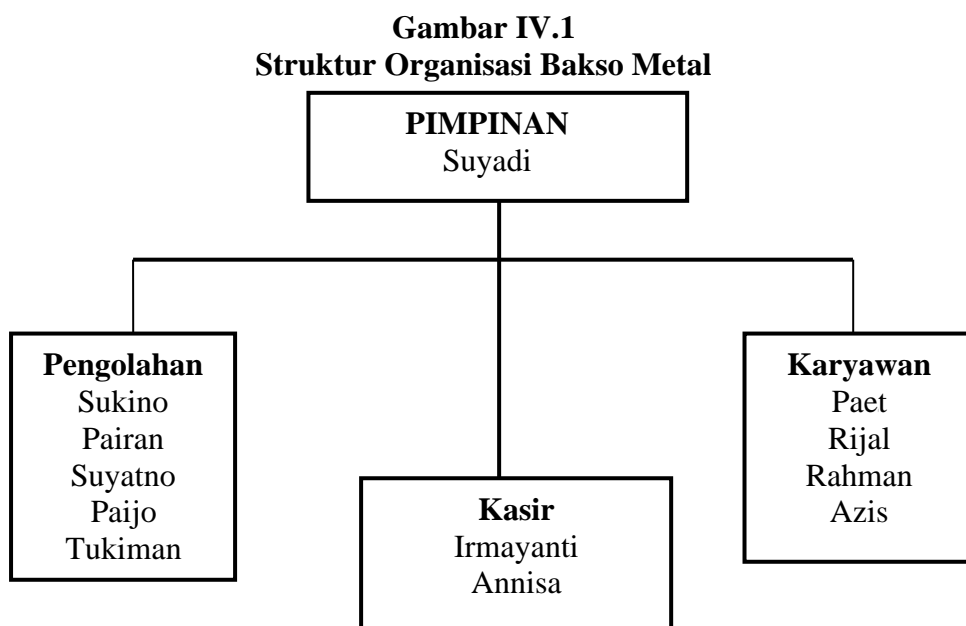 Gambar IV.1
Struktur Organisasi Bakso Metal
PIMPINAN
Suyadi
Pengolahan
Sukino
Pairan
Suyatno
Paijo
Tukiman
Kasir
Irmayanti
Annisa
Karyawan
Paet
Rijal
Rahman
Azis